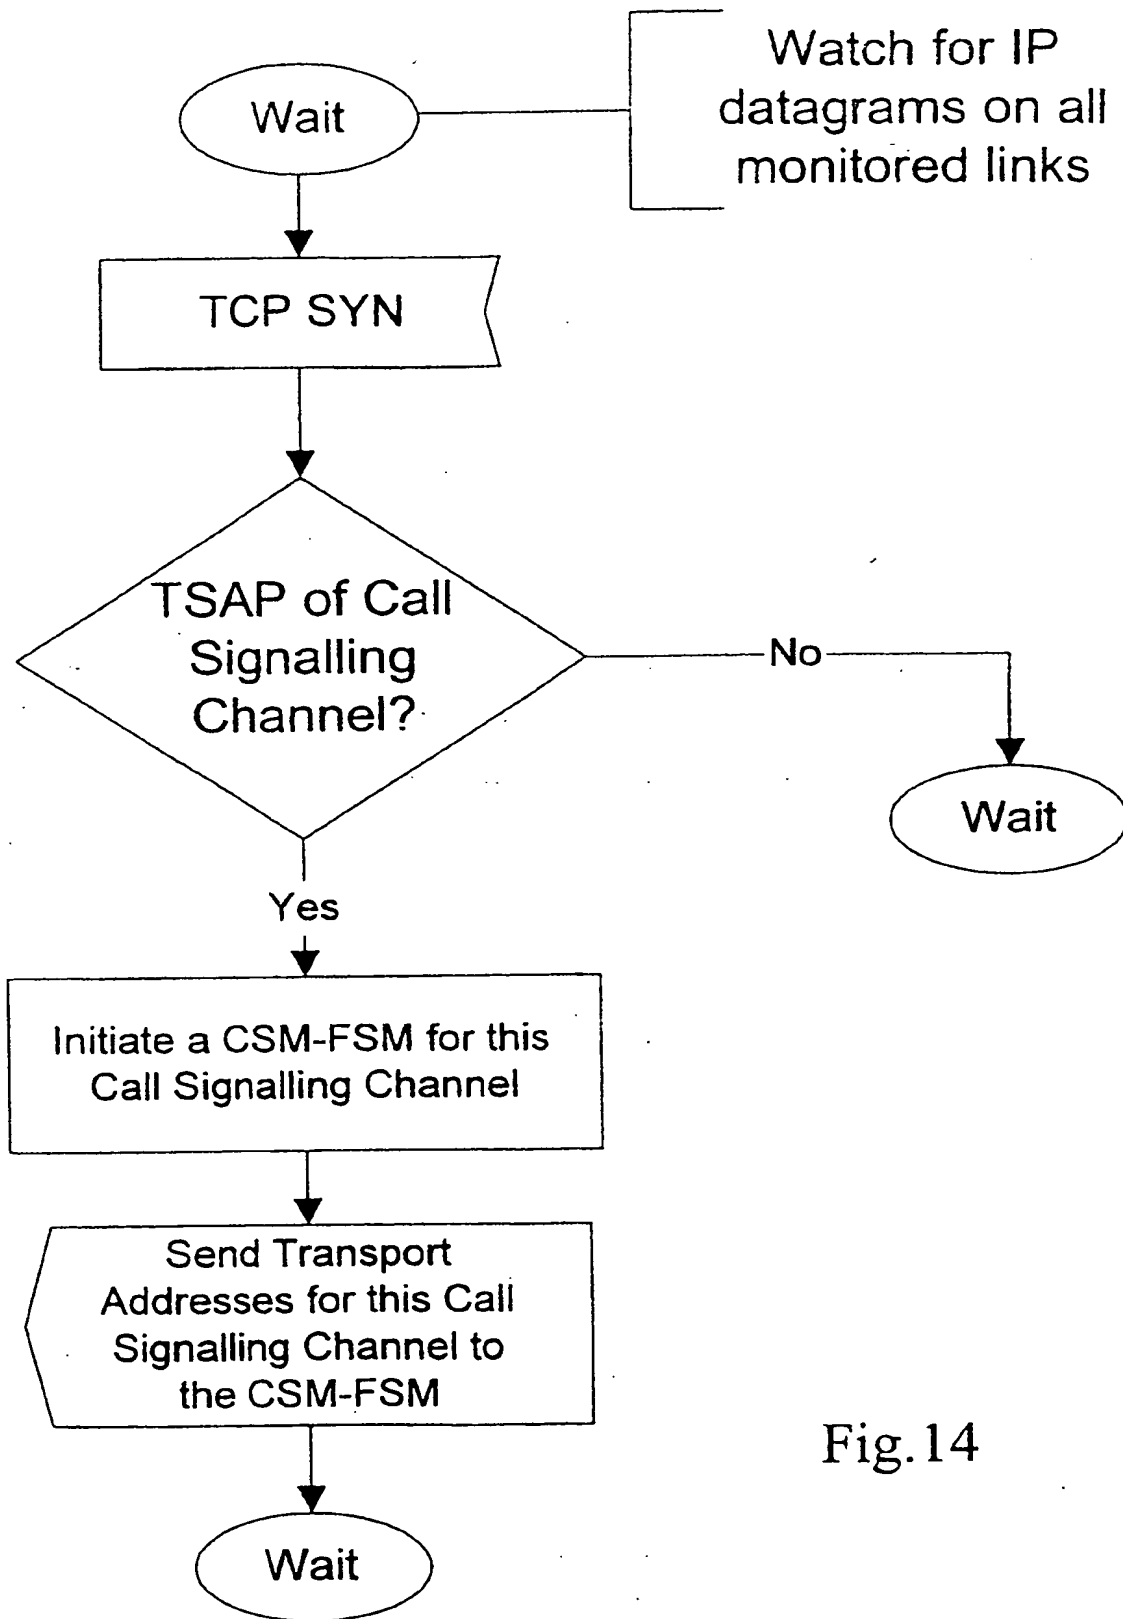 Wait
Watch for IP
datagrams on all
monitored links
TCP SYN
TSAP of Call
Signalling
Channel?
No
Wait
Yes
Initiate a CSM-FSM for this
Call Signalling Channel
Send Transport
Addresses for this Call
Signalling Channel to
the CSM-FSM
Wait
Fig.14